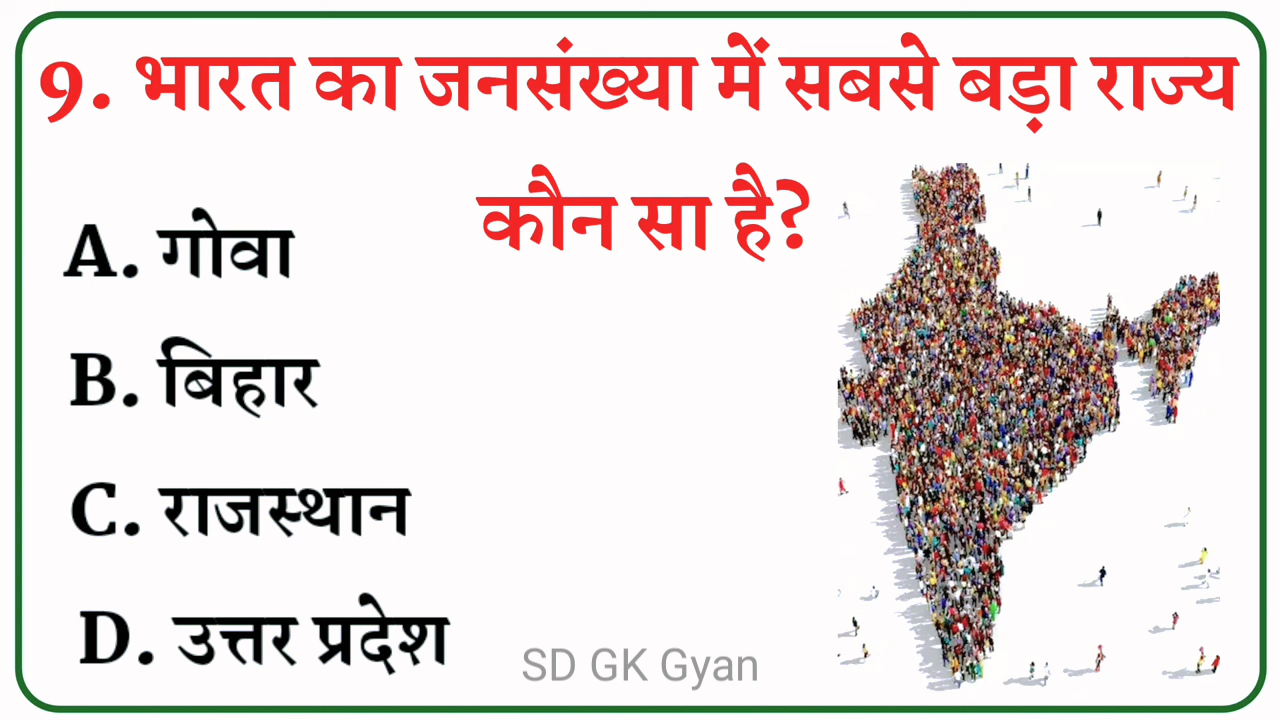 9. भारत का जनसंख्या में सबसे बड़ा राज्य
कौन सा है?
A. गोवा
B. बिहार
C. राजस्थान
D. उत्तर प्रदेश
SD GK Gyan